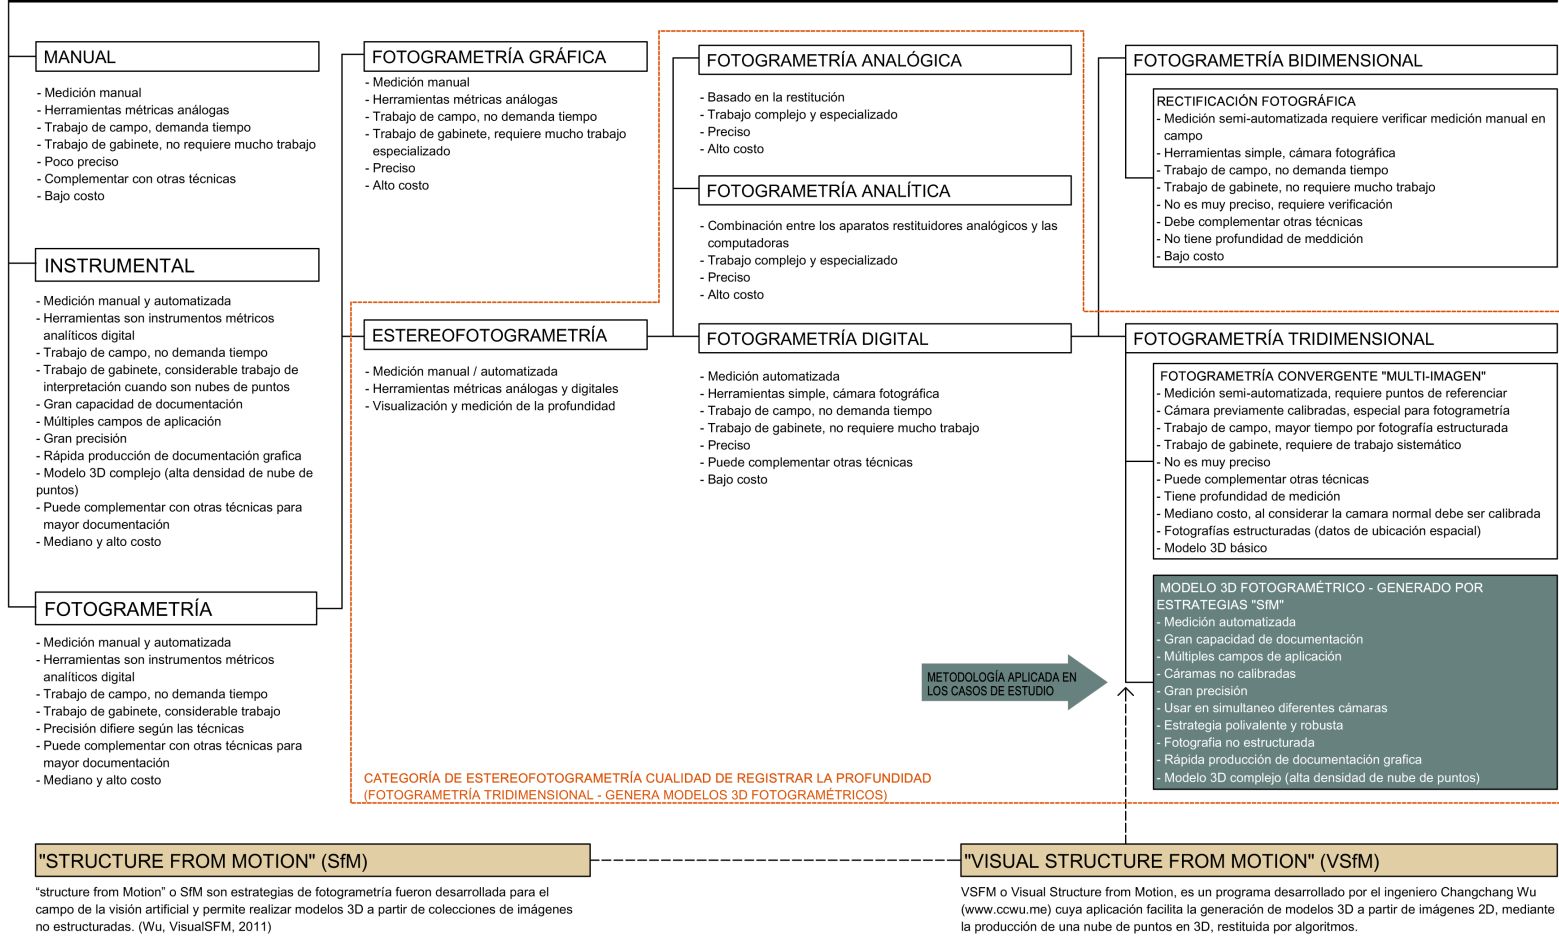 MANUAL
- Medición manual
- Herramientas métricas análogas
- Trabajo de campo, demanda tiempo
- Trabajo de gabinete, no requiere mucho trabajo
- Poco preciso
- Complementar con otras técnicas
- Bajo costo
INSTRUMENTAL
- Medición manual y automatizada
- Herramientas son instrumentos métricos
analíticos digital
- Trabajo de campo, no demanda tiempo
- Trabajo de gabinete, considerable trabajo de
interpretación cuando son nubes de puntos
- Gran capacidad de documentación
- Múltiples campos de aplicación
- Gran precisión
- Rápida producción de documentación grafica
- Modelo 3D complejo (alta densidad de nube de
puntos)
- Puede complementar con otras técnicas para
mayor documentación
- Mediano y alto costo
FOTOGRAMETRÍA
- Medición manual y automatizada
- Herramientas son instrumentos métricos
analíticos digital
- Trabajo de campo, no demanda tiempo
- Trabajo de gabinete, considerable trabajo
- Precisión difiere según las técnicas
- Puede complementar con otras técnicas para
mayor documentación
- Mediano y alto costo
FOTOGRAMETRÍA GRÁFICA
- Medición manual
- Herramientas métricas análogas
- Trabajo de campo, no demanda tiempo
- Trabajo de gabinete, requiere mucho trabajo
especializado
- Preciso
- Alto costo
ESTEREOFOTOGRAMETRÍA
- Medición manual / automatizada
- Herramientas métricas análogas y digitales
- Visualización y medición de la profundidad
FOTOGRAMETRÍA ANALÓGICA
- Basado en la restitución
- Trabajo complejo y especializado
- Preciso
- Alto costo
FOTOGRAMETRÍA ANALÍTICA
- Combinación entre los aparatos restituidores analógicos y las
computadoras
- Trabajo complejo y especializado
- Preciso
- Alto costo
FOTOGRAMETRÍA DIGITAL
- Medición automatizada
- Herramientas simple, cámara fotográfica
- Trabajo de campo, no demanda tiempo
- Trabajo de gabinete, no requiere mucho trabajo
- Preciso
- Puede complementar otras técnicas
- Bajo costo
FOTOGRAMETRÍA BIDIMENSIONAL
RECTIFICACIÓN FOTOGRÁFICA
- Medición semi-automatizada requiere verificar medición manual en
campo
- Herramientas simple, cámara fotográfica
- Trabajo de campo, no demanda tiempo
- Trabajo de gabinete, no requiere mucho trabajo
- No es muy preciso, requiere verificación
- Debe complementar otras técnicas
- No tiene profundidad de meddición
- Bajo costo
FOTOGRAMETRÍA TRIDIMENSIONAL
FOTOGRAMETRÍA CONVERGENTE "MULTI-IMAGEN"
- Medición semi-automatizada, requiere puntos de referenciar
- Cámara previamente calibradas, especial para fotogrametría
- Trabajo de campo, mayor tiempo por fotografía estructurada
- Trabajo de gabinete, requiere de trabajo sistemático
- No es muy preciso
- Puede complementar otras técnicas
- Tiene profundidad de medición
- Mediano costo, al considerar la camara normal debe ser calibrada
- Fotografías estructuradas (datos de ubicación espacial)
- Modelo 3D básico
MODELO 3D FOTOGRAMÉTRICO - GENERADO POR
ESTRATEGIAS "SfM"
- Medición automatizada
- Gran capacidad de documentación
- Múltiples campos de aplicación
- Cáramas no calibradas
- Gran precisión
- Usar en simultaneo diferentes cámaras
- Estrategia polivalente y robusta
- Fotografia no estructurada
- Rápida producción de documentación grafica
- Modelo 3D complejo (alta densidad de nube de puntos)
METODOLOGÍA APLICADA EN
LOS CASOS DE ESTUDIO
CATEGORÍA DE ESTEREOFOTOGRAMETRÍA CUALIDAD DE REGISTRAR LA PROFUNDIDAD
(FOTOGRAMETRÍA TRIDIMENSIONAL - GENERA MODELOS 3D FOTOGRAMÉTRICOS)
"STRUCTURE FROM MOTION" (SfM)
“structure from Motion” o SfM son estrategias de fotogrametría fueron desarrollada para el
campo de la visión artificial y permite realizar modelos 3D a partir de colecciones de imágenes
no estructuradas. (Wu, VisualSFM, 2011)
"VISUAL STRUCTURE FROM MOTION" (VSfM)
VSFM o Visual Structure from Motion, es un programa desarrollado por el ingeniero Changchang Wu
(www.ccwu.me) cuya aplicación facilita la generación de modelos 3D a partir de imágenes 2D, mediante
la producción de una nube de puntos en 3D, restituida por algoritmos.